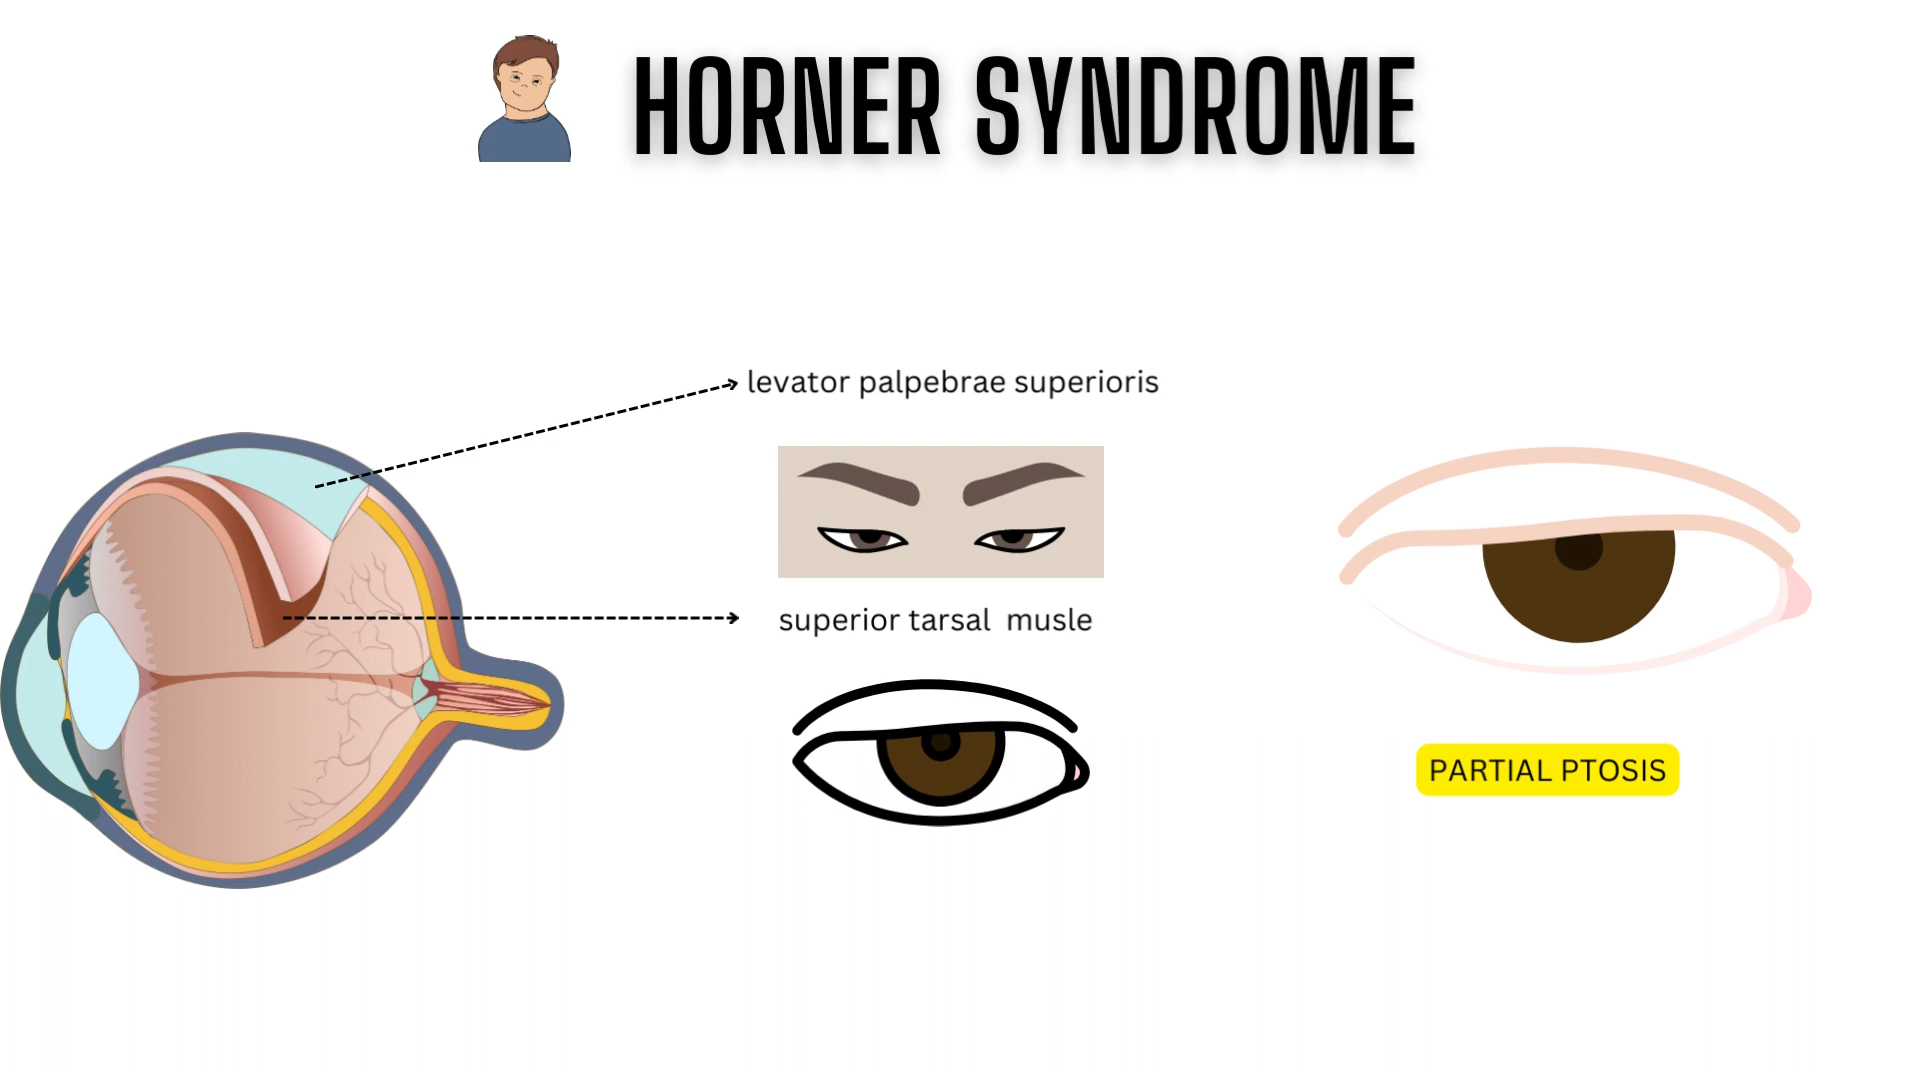 HORNER SYNDROME
levator palpebrae superioris
superior tarsal musle
PARTIAL PTOSIS